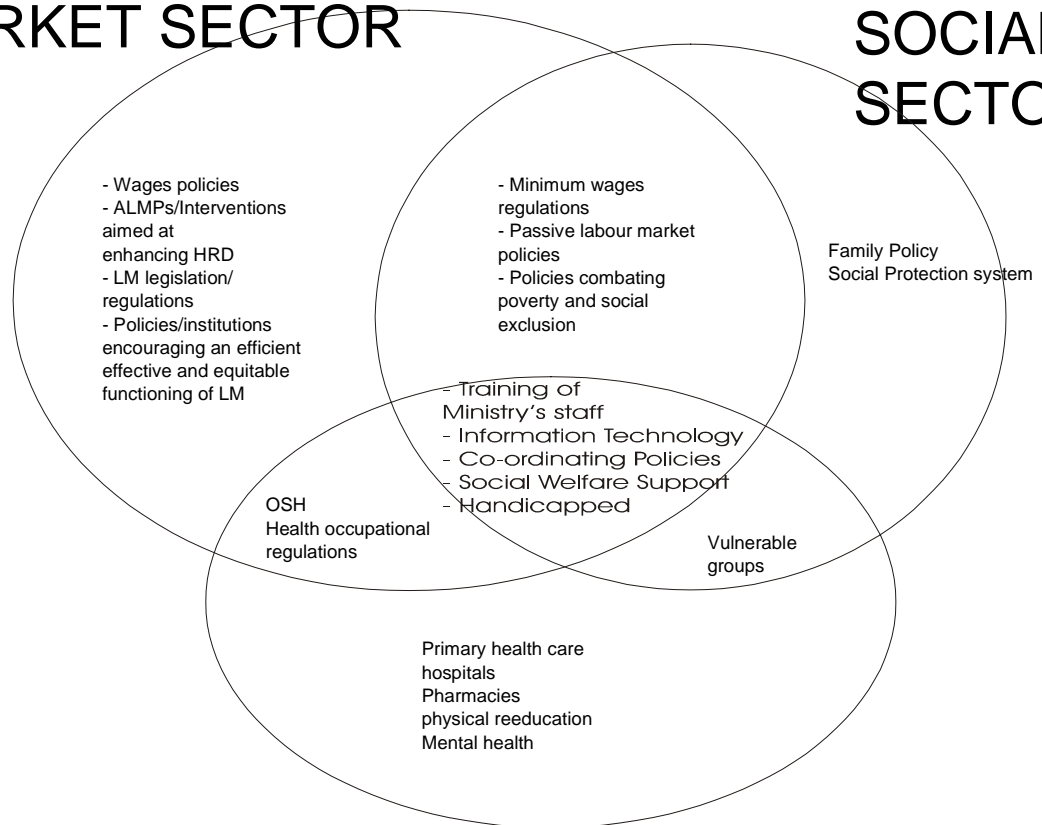 RKET SECTOR
SOCIAL
SECTO
- Wages policies
- ALMPs/Interventions
aimed at
enhancing HRD
- LM legislation/
regulations
- Policies/institutions
encouraging an efficient
effective and equitable
functioning of LM
- Minimum wages
regulations
- Passive labour market
policies
- Policies combating
poverty and social
exclusion
Family Policy
Social Protection system
- Training of
Ministry's staff
- Information Technology
- Co-ordinating Policies
- Social Welfare Support
- Handicapped
OSH
Health occupational
regulations
Vulnerable
groups
Primary health care
hospitals
Pharmacies
physical reeducation
Mental health